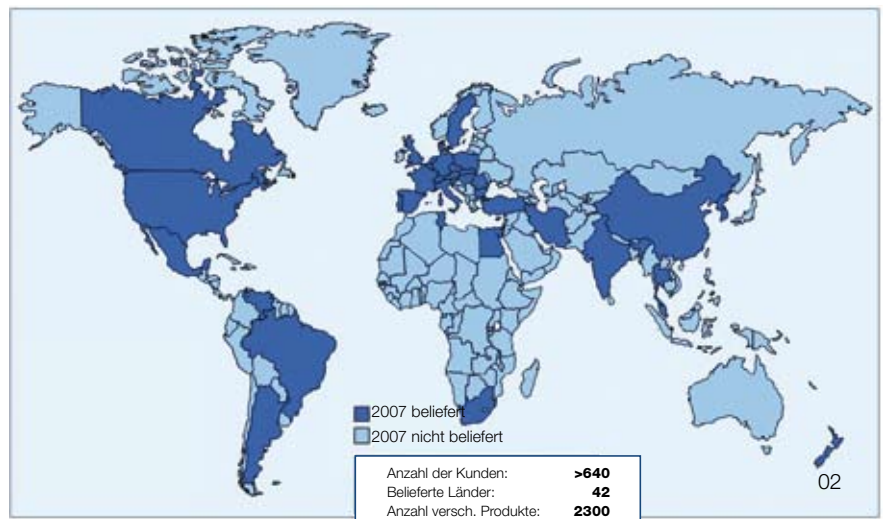 2007 beliefert
2007 nicht beliefert
Anzahl der Kunden: >640
Belieferte Länder: 42
Anzahl versch. Produkte: 2300
02